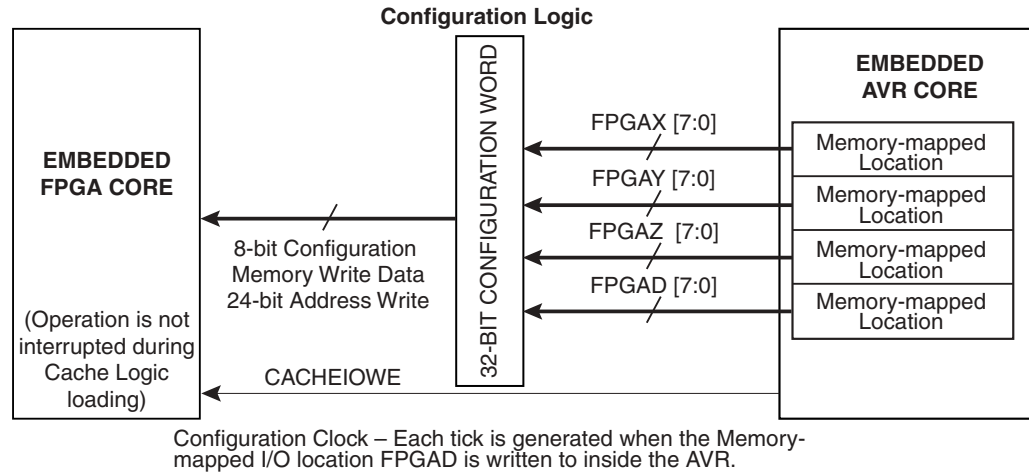 Configuration Logic
EMBEDDED
FPGA CORE
(Operation is not
interrupted during
Cache Logic
loading)
8-bit Configuration
Memory Write Data
24-bit Address Write
CACHEIOWE
32-BIT CONFIGURATION WORD
FPGAX [7:0]
FPGAY [7:0]
FPGAZ [7:0]
FPGAD [7:0]
EMBEDDED
AVR CORE
Memory-mapped
Location
Memory-mapped
Location
Memory-mapped
Location
Memory-mapped
Location
Configuration Clock – Each tick is generated when the Memory-
mapped I/O location FPGAD is written to inside the AVR.